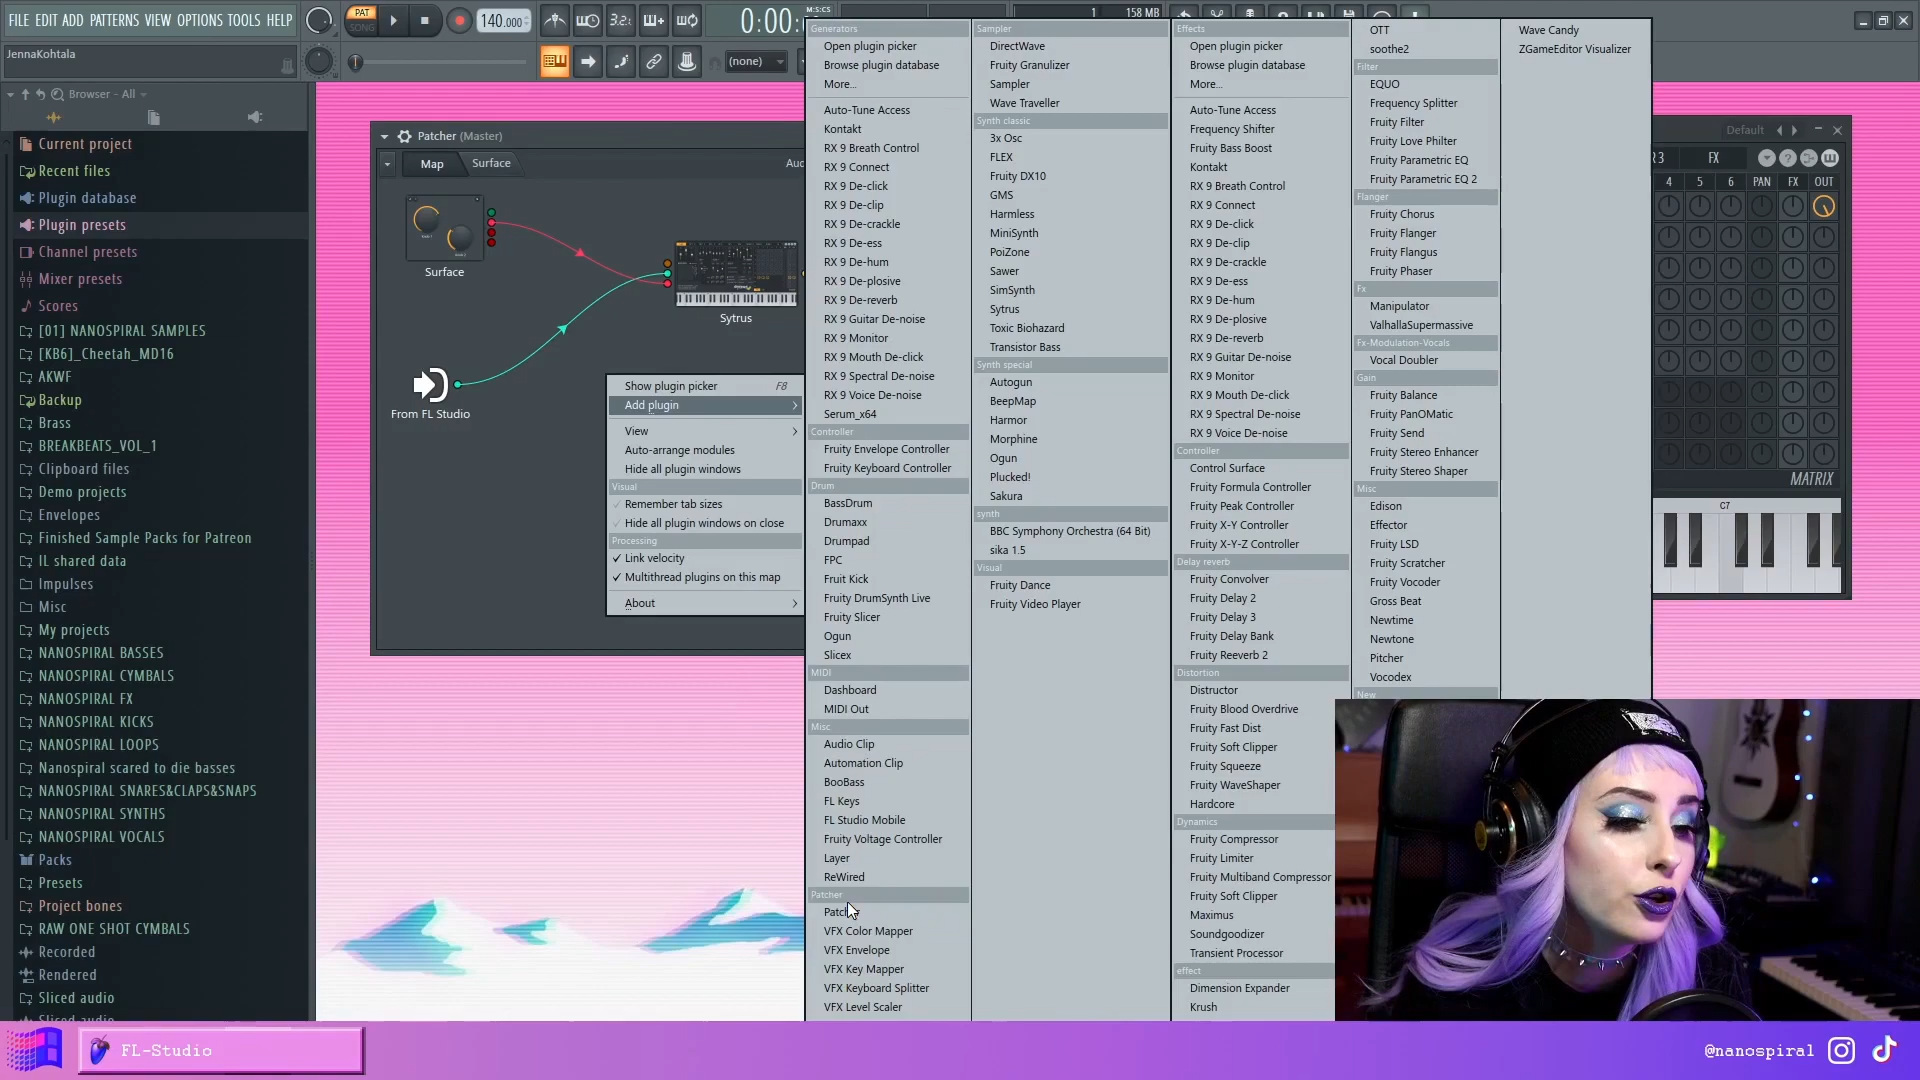 FILE EDIT ADD PATTERNS VIEW OPTIONS TOOLS HELP
PAT
SONG
140.000
3.2.
0:00:
M:S:CS
1
158 MB
JennaKohtala
(none)
Browser - All
Current project
Recent files
Plugin database
Plugin presets
Channel presets
Mixer presets
Scores
[01] NANOSPIRAL SAMPLES
[KB6]_Cheetah_MD16
AKWF
Backup
Brass
BREAKBEATS_VOL_1
Clipboard files
Demo projects
Envelopes
Finished Sample Packs for Patreon
IL shared data
Impulses
Misc
My projects
NANOSPIRAL BASSES
NANOSPIRAL CYMBALS
NANOSPIRAL FX
NANOSPIRAL KICKS
NANOSPIRAL LOOPS
Nanospiral scared to die basses
NANOSPIRAL SNARES&CLAPS&SNAPS
NANOSPIRAL SYNTHS
NANOSPIRAL VOCALS
Packs
Presets
Project bones
RAW ONE SHOT CYMBALS
Recorded
Rendered
Sliced audio
Sliced audio
Patcher (Master)
Map
Surface
Surface
Sytrus
From FL Studio
Show plugin picker F8
Add plugin
View
Auto-arrange modules
Hide all plugin windows
Visual
Remember tab sizes
Hide all plugin windows on close
Processing
Link velocity
Multithread plugins on this map
About
Generators
Open plugin picker
Browse plugin database
More...
Auto-Tune Access
Kontakt
RX 9 Breath Control
RX 9 Connect
RX 9 De-click
RX 9 De-clip
RX 9 De-crackle
RX 9 De-ess
RX 9 De-hum
RX 9 De-plosive
RX 9 De-reverb
RX 9 Guitar De-noise
RX 9 Monitor
RX 9 Mouth De-click
RX 9 Spectral De-noise
RX 9 Voice De-noise
Serum_x64
Controller
Fruity Envelope Controller
Fruity Keyboard Controller
Drum
BassDrum
Drumaxx
Drumpad
FPC
Fruit Kick
Fruity DrumSynth Live
Fruity Slicer
Ogun
Slicex
MIDI
Dashboard
MIDI Out
Misc
Audio Clip
Automation Clip
BooBass
FL Keys
FL Studio Mobile
Fruity Voltage Controller
Layer
ReWired
Patcher
VFX Color Mapper
VFX Envelope
VFX Key Mapper
VFX Keyboard Splitter
VFX Level Scaler
Sampler
DirectWave
Fruity Granulizer
Sampler
Wave Traveller
Synth classic
3x Osc
FLEX
Fruity DX10
GMS
Harmless
MiniSynth
PoiZone
Sawer
SimSynth
Sytrus
Toxic Biohazard
Transistor Bass
Synth special
Autogun
BeepMap
Harmor
Morphine
Ogun
Plucked!
Sakura
synth
BBC Symphony Orchestra (64 Bit)
sika 1.5
Visual
Fruity Dance
Fruity Video Player
Effects
Open plugin picker
Browse plugin database
More...
Auto-Tune Access
Frequency Shifter
Fruity Bass Boost
Kontakt
RX 9 Breath Control
RX 9 Connect
RX 9 De-click
RX 9 De-clip
RX 9 De-crackle
RX 9 De-ess
RX 9 De-hum
RX 9 De-plosive
RX 9 De-reverb
RX 9 Guitar De-noise
RX 9 Monitor
RX 9 Mouth De-click
RX 9 Spectral De-noise
RX 9 Voice De-noise
Controller
Control Surface
Fruity Formula Controller
Fruity Peak Controller
Fruity X-Y Controller
Fruity X-Y-Z Controller
Delay reverb
Fruity Convolver
Fruity Delay 2
Fruity Delay 3
Fruity Delay Bank
Fruity Reeverb 2
Distortion
Distructor
Fruity Blood Overdrive
Fruity Fast Dist
Fruity Soft Clipper
Fruity Squeeze
Fruity WaveShaper
Hardcore
Dynamics
Fruity Compressor
Fruity Limiter
Fruity Multiband Compressor
Fruity Soft Clipper
Maximus
Soundgoodizer
Transient Processor
effect
Dimension Expander
Krush
OTT
soothe2
Filter
EQUO
Frequency Splitter
Fruity Filter
Fruity Love Philter
Fruity Parametric EQ
Fruity Parametric EQ 2
Flanger
Fruity Chorus
Fruity Flanger
Fruity Flangus
Fruity Phaser
Fx
Manipulator
ValhallaSupermassive
Fx-Modulation-Vocals
Vocal Doubler
Gain
Fruity Balance
Fruity PanOMatic
Fruity Send
Fruity Stereo Enhancer
Fruity Stereo Shaper
Misc
Edison
Effector
Fruity LSD
Fruity Scratcher
Fruity Vocoder
Gross Beat
Newtime
Newtone
Pitcher
Vocodex
New
Wave Candy
ZGameEditor Visualizer
Default
FX
4 5 6 PAN FX OUT
MATRIX
C7
FL-Studio
@nanospiral